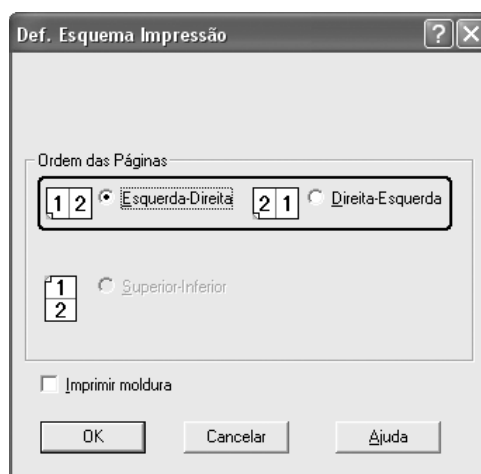 Def. Esquema Impressão
Ordem das Páginas
1 2 Esquerda-Direita 2 1 Direita-Esquerda
1
2
Superior-Inferior
Imprimir moldura
OK Cancelar Ajuda